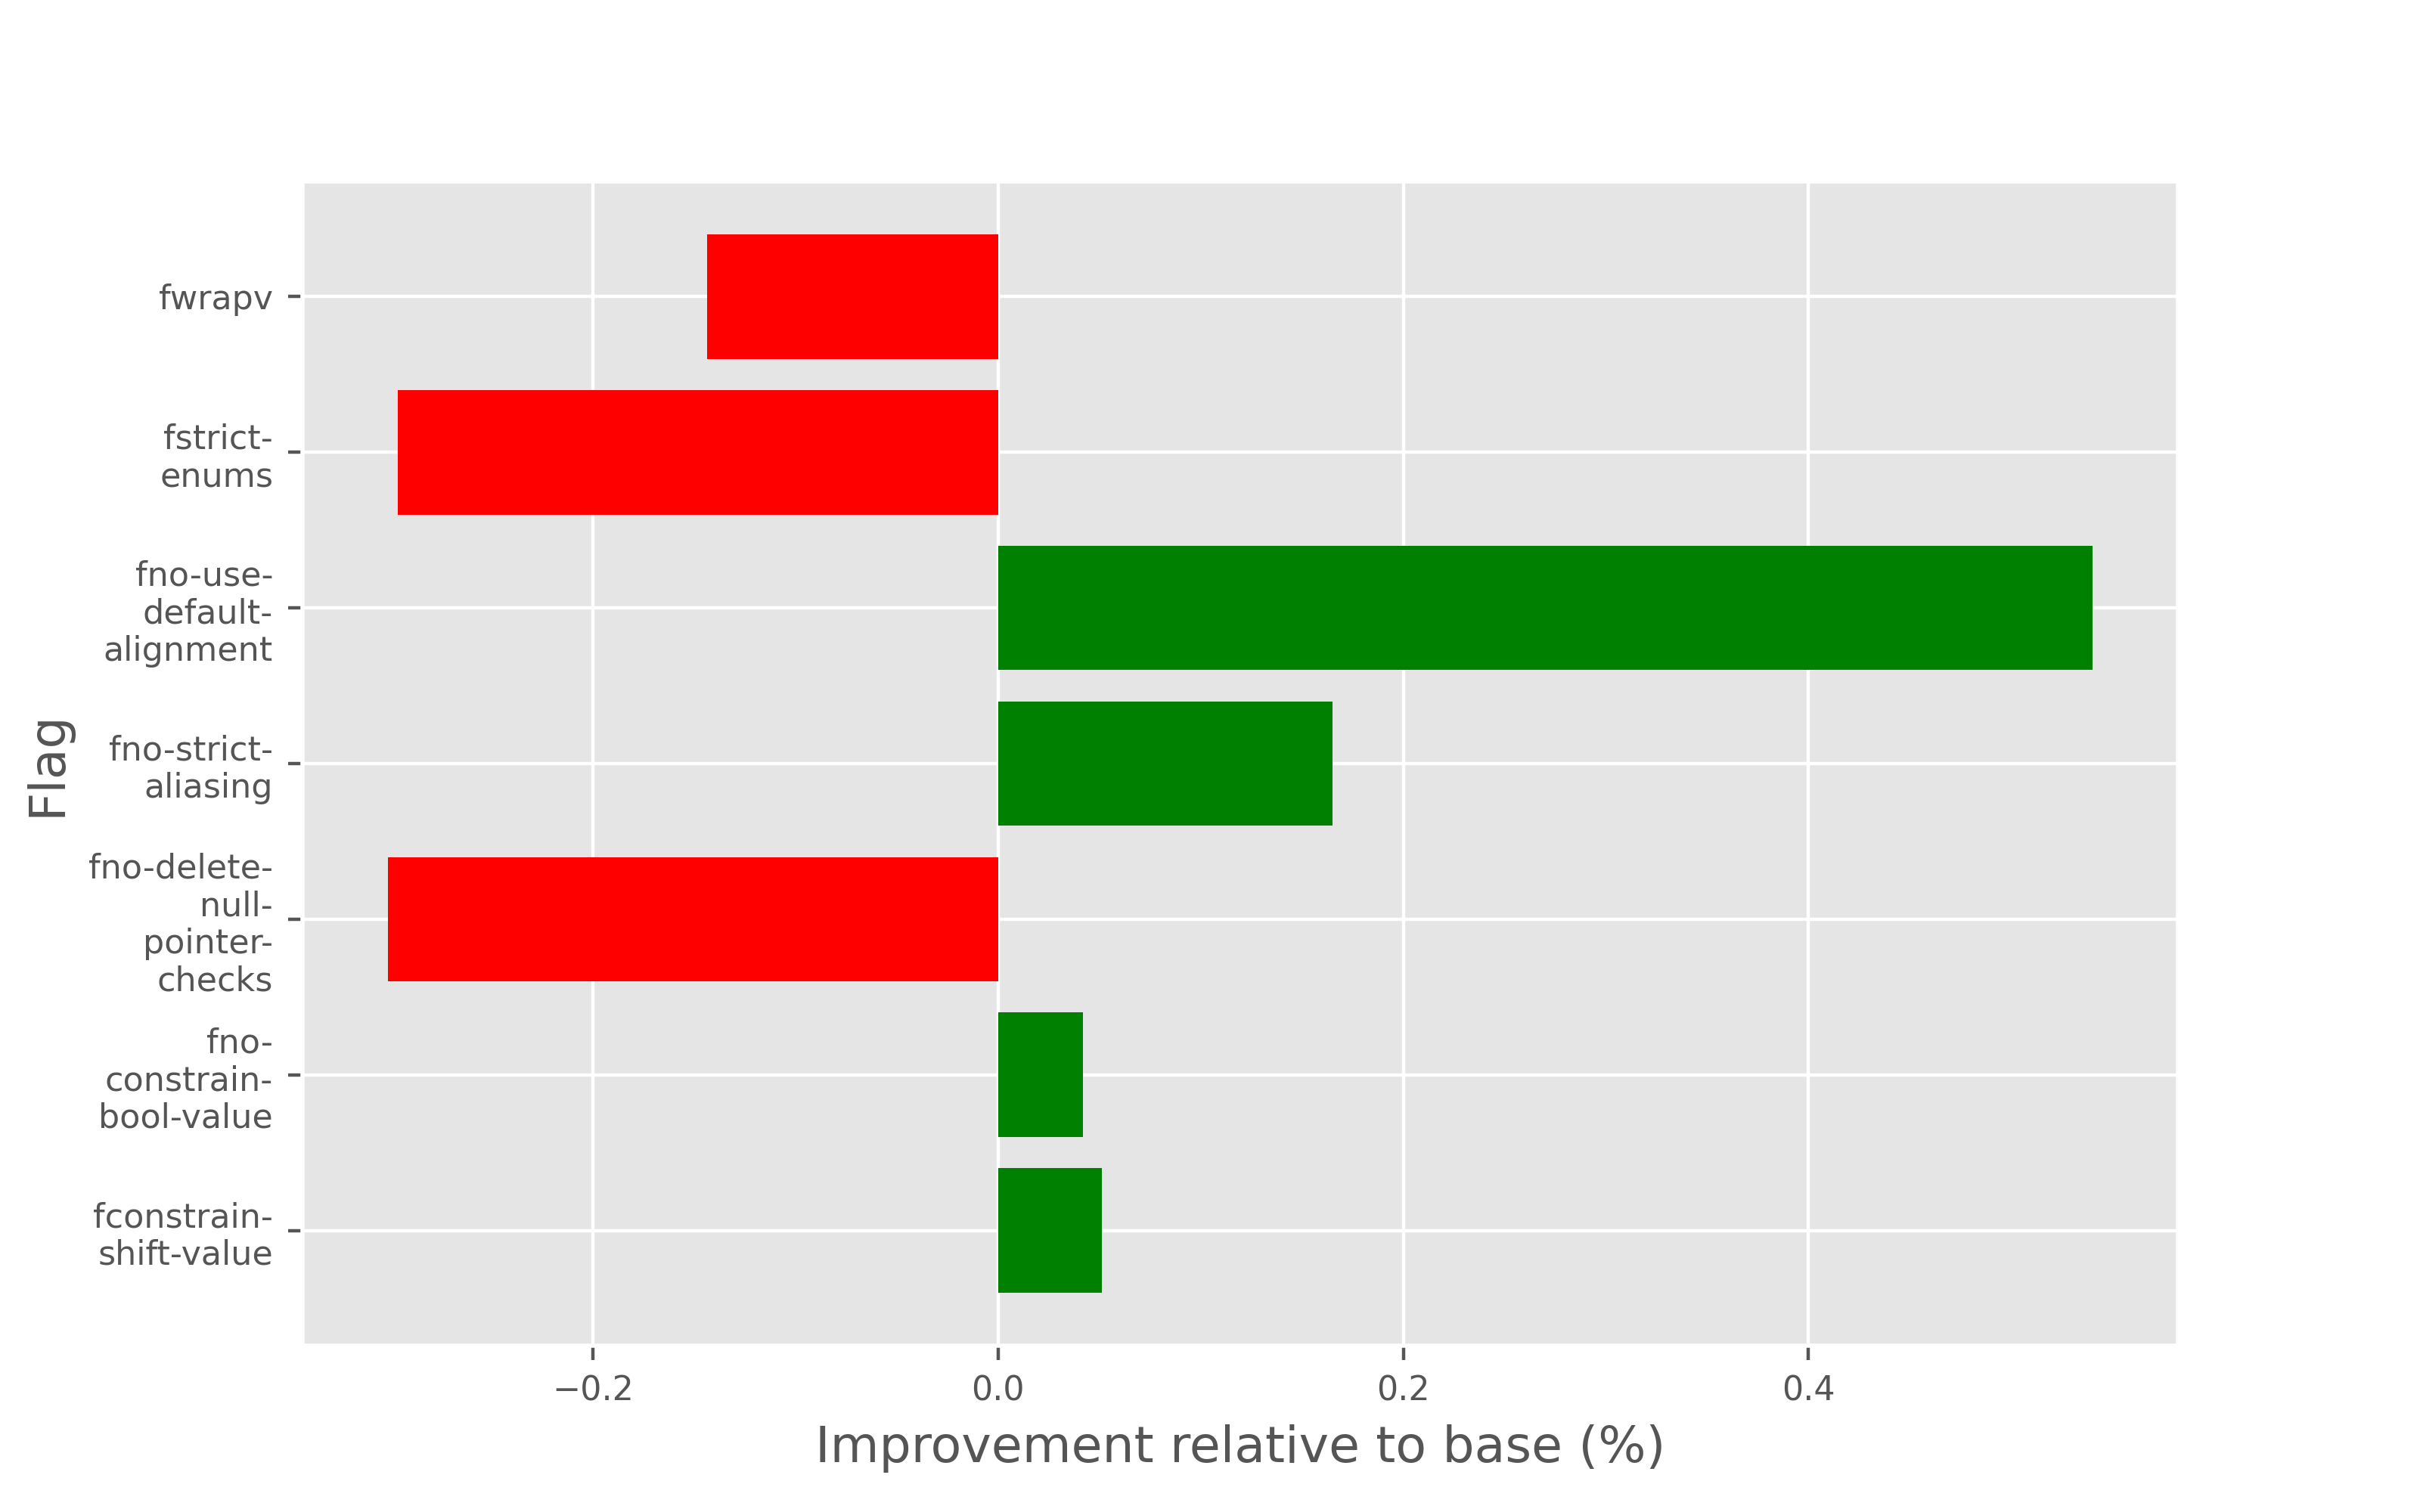 fwrapv
fstrict-
enums
fno-use-
default-
alignment
fno-strict-
aliasing
fno-delete-
null-
pointer-
checks
fno-
constrain-
bool-value
fconstrain-
shift-value
Flag
−0.2 0.0 0.2 0.4
Improvement relative to base (%)